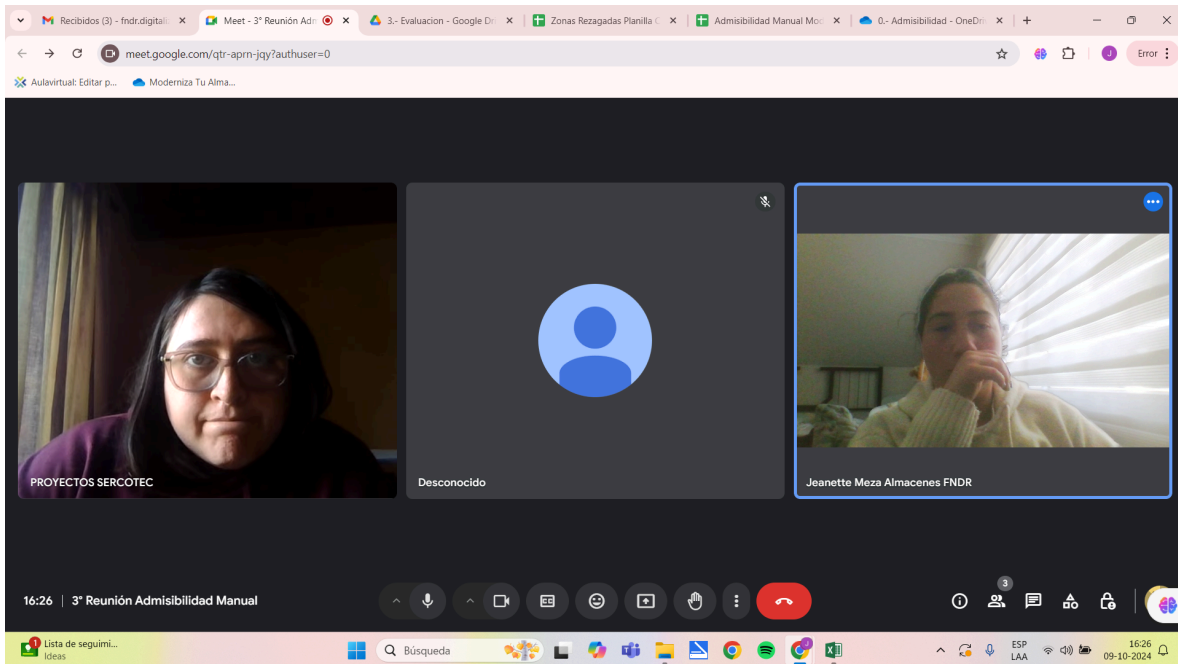 Recibidos (3) - fndr.digital
Meet - 3° Reunión Adm
3.- Evaluacion - Google Dri
Zonas Rezagadas Planilla C
Admisibilidad Manual Mod
0.- Admisibilidad - OneDri
meet.google.com/qtr-aprn-jqy?authuser=0
J
Error
Aulavirtual: Editar p...
Moderniza Tu Alma...
PROYECTOS SERCOTEC
Desconocido
Jeanette Meza Almacenes FNDR
16:26 | 3° Reunión Admisibilidad Manual
CC
3
1
Lista de seguimi...
Ideas
Búsqueda
ESP
LAA
16:26
09-10-2024